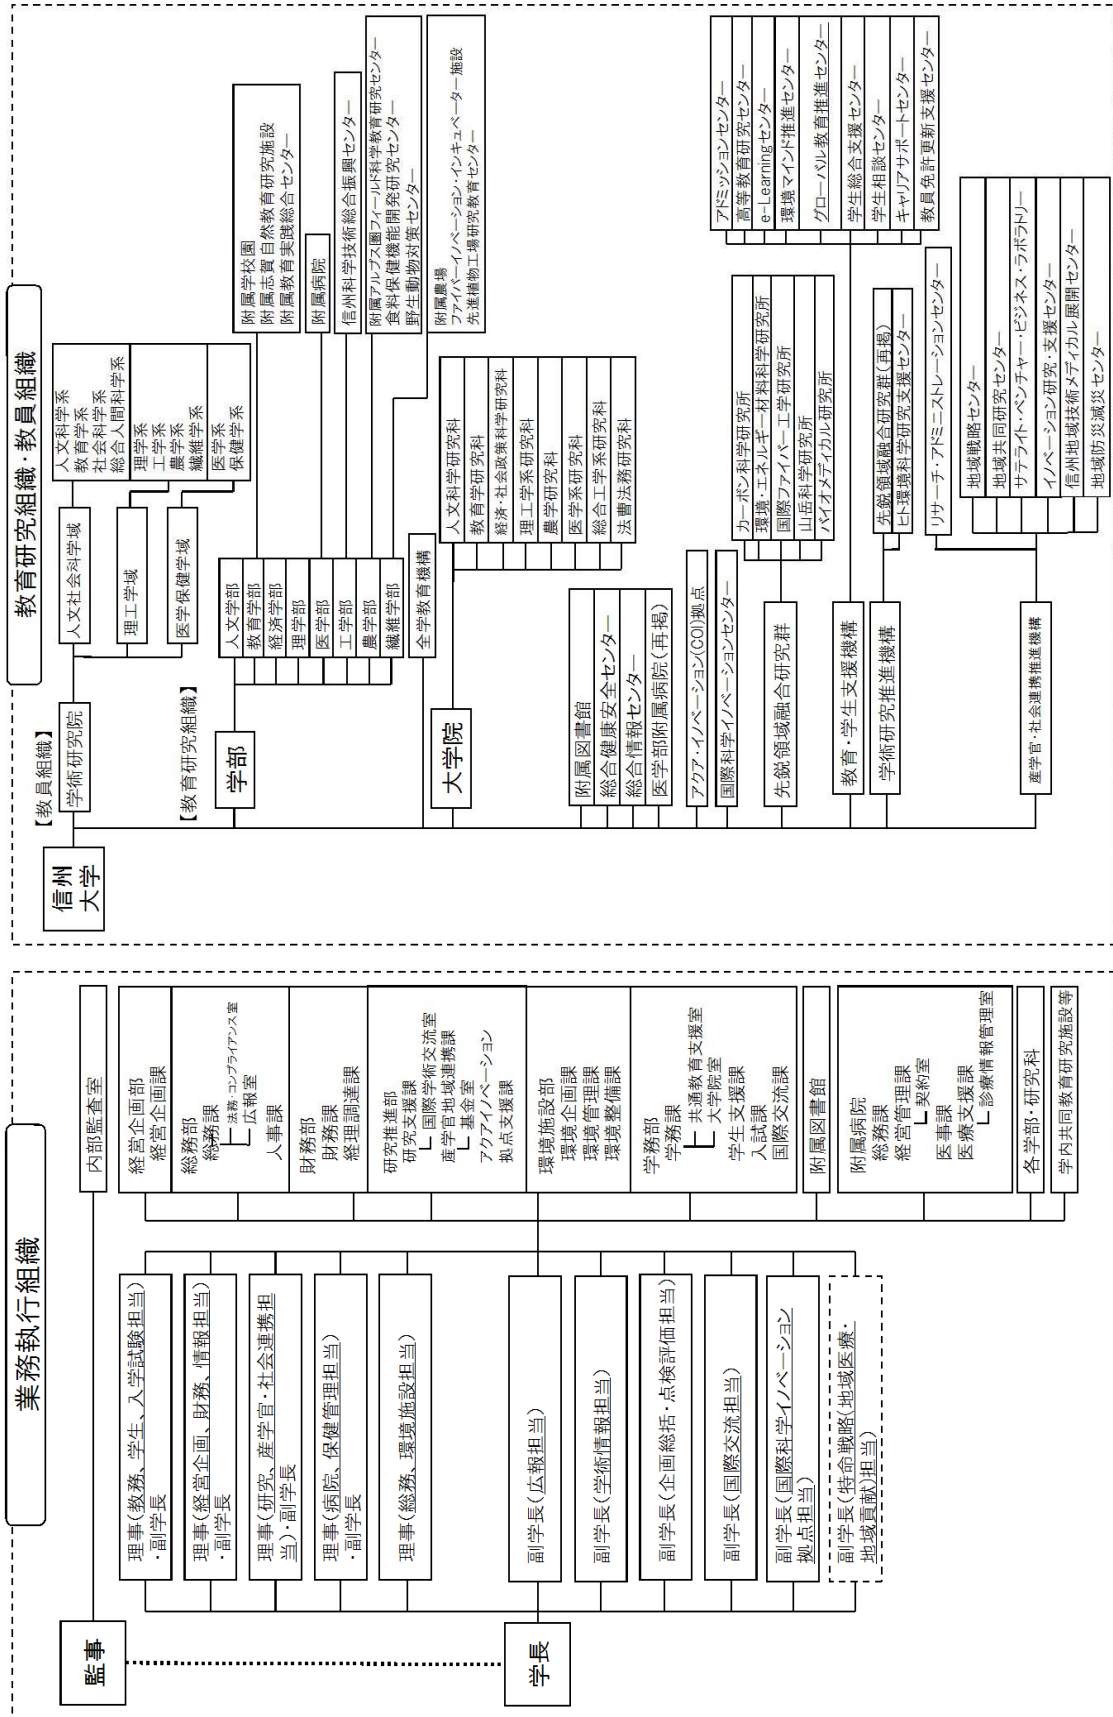 業務執行組織
監事
学長
理事(教務、学生、入学試験担当)
・副学長
理事(経営企画、財務、情報担当)
・副学長
理事(研究、産学官・社会連携担
当)・副学長
理事(病院、保健管理担当)
・副学長
理事(総務、環境施設担当)
副学長(広報担当)
副学長(学術情報担当)
副学長(企画総括・点検評価担当)
副学長(国際交流担当)
副学長(国際科学イノベーション
拠点担当)
副学長(特命戦略(地域医療・
地域貢献)担当)
内部監査室
経営企画部
経営企画課
総務部
総務課
法務・コンプライアンス室
広報室
人事課
財務部
財務課
経理調達課
研究推進部
研究支援課
国際学術交流室
産学官地域連携課
基金室
アクアイノベーション
拠点支援課
環境施設部
環境企画課
環境管理課
環境整備課
学務部
学務課
共通教育支援室
大学院室
学生支援課
入試課
国際交流課
附属図書館
附属病院
総務課
経営管理課
契約室
医事課
医療支援課
診療情報管理室
各学部・研究科
学内共同教育研究施設等
教育研究組織・教員組織
信州
大学
【教員組織】
学術研究院
人文社会科学域
理工学域
医学保健学域
人文科学系
教育学系
社会科学系
総合人間科学系
理学系
工学系
農学系
繊維学系
医学系
保健学系
【教育研究組織】
学部
人文学部
教育学部
経済学部
理学部
医学部
工学部
農学部
繊維学部
全学教育機構
附属学校園
附属志賀自然教育研究施設
附属教育実践総合センター
附属病院
信州科学技術総合振興センター
附属アルプス圏フィールド科学教育研究センター
食料保健機能開発研究センター
野生動物対策センター
附属農場
ファイバーイノベーション・インキュベーター施設
先進植物工場研究教育センター
大学院
人文科学研究科
教育学研究科
経済・社会政策科学研究科
理工学系研究科
農学研究科
医学系研究科
総合工学系研究科
法曹法務研究科
附属図書館
総合健康安全センター
総合情報センター
医学部附属病院(再掲)
アクア・イノベーション(COI)拠点
国際科学イノベーションセンター
先鋭領域融合研究群
カーボン科学研究所
環境・エネルギー材料科学研究所
国際ファイバー工学研究所
山岳科学研究所
バイオメディカル研究所
教育・学生支援機構
アドミッションセンター
高等教育研究センター
e-Learningセンター
環境マインド推進センター
グローバル教育推進センター
学生総合支援センター
学生相談センター
キャリアサポートセンター
教員免許更新支援センター
学術研究推進機構
先鋭領域融合研究群(再掲)
ヒト環境科学研究支援センター
産学官・社会連携推進機構
リサーチ・アドミニストレーションセンター
地域戦略センター
地域共同研究センター
サテライト・ベンチャー・ビジネス・ラボラトリー
イノベーション研究・支援センター
信州地域技術メディカル展開センター
地域防災減災センター